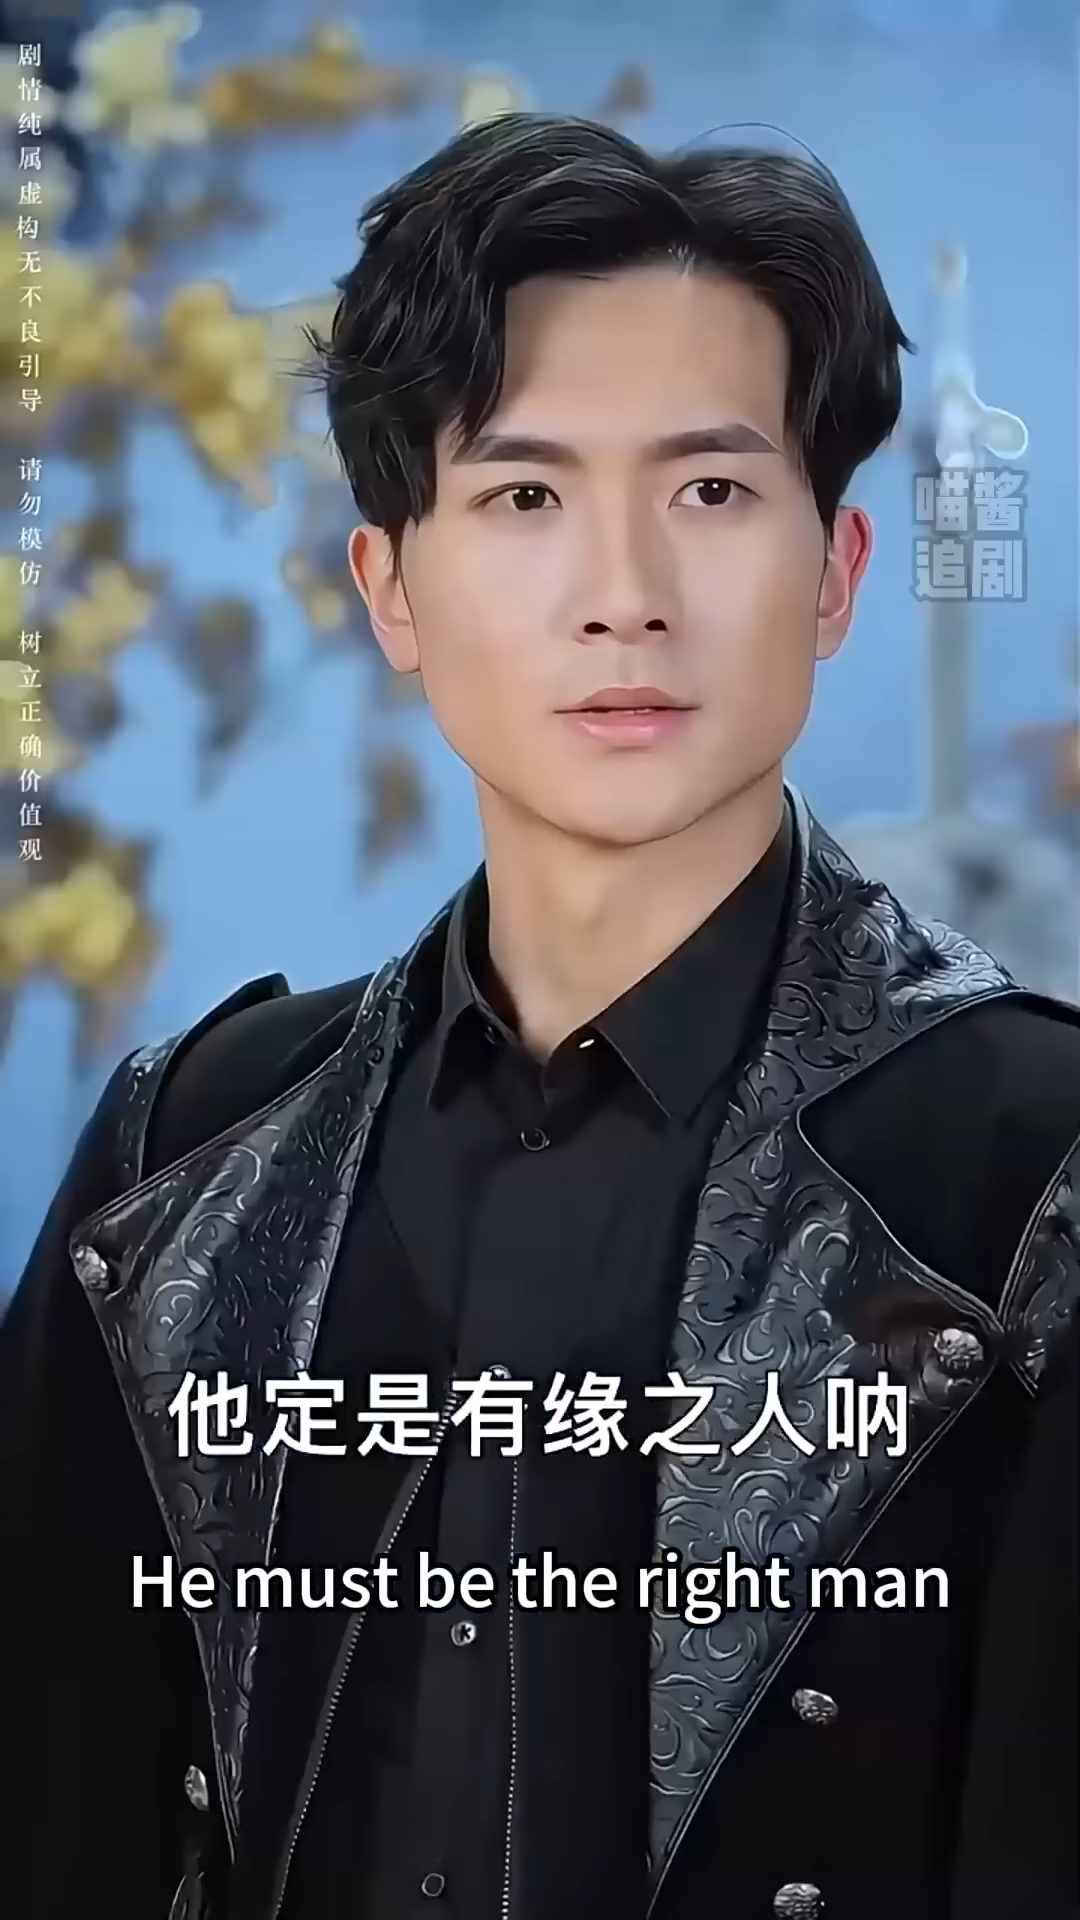 剧情纯属虚构无不良引导 请勿模仿 树立正确价值观
喵酱
追剧
他定是有缘之人呐
He must be the right man